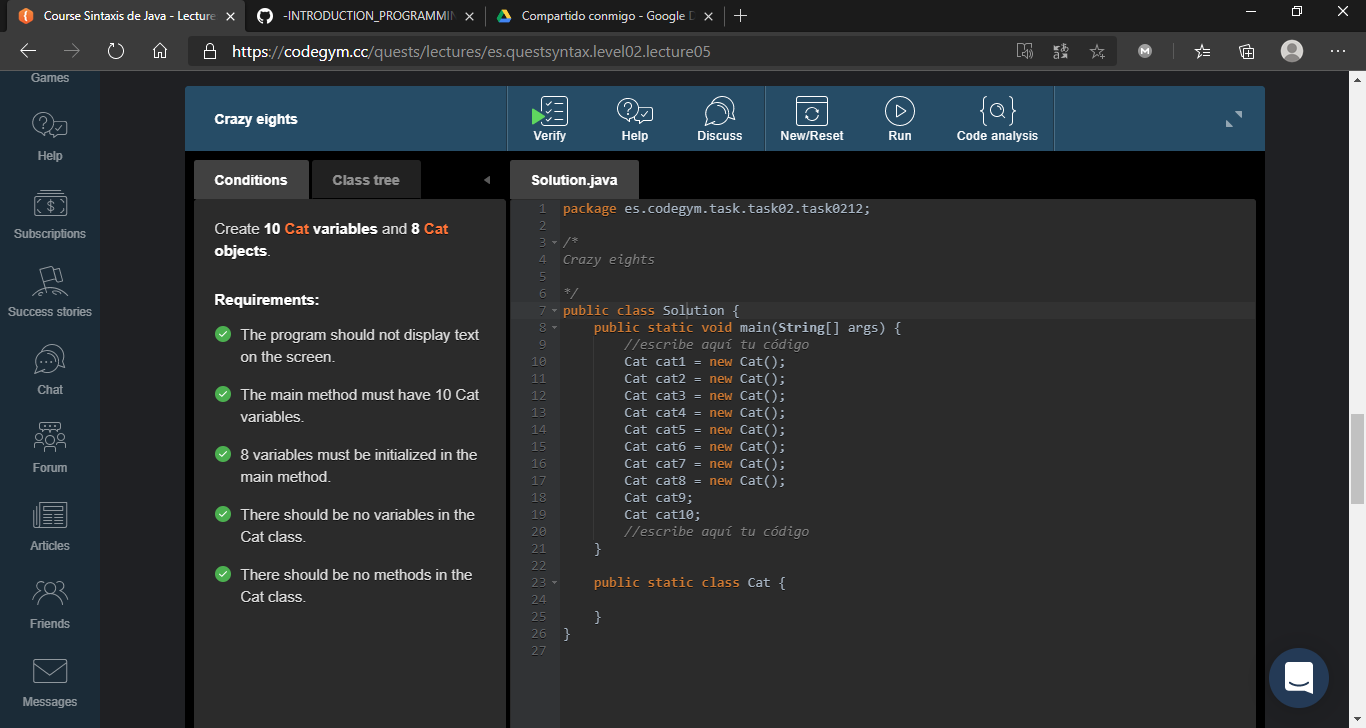 Course Sintaxis de Java - Lecture
-INTRODUCTION_PROGRAMMIN
Compartido conmigo - Google D
https://codegym.cc/quests/lectures/es.questsyntax.level02.lecture05
M
Games
Help
Subscriptions
Success stories
Chat
Forum
Articles
Friends
Messages
Crazy eights
Verify
Help
Discuss
New/Reset
Run
Code analysis
Conditions
Class tree
Solution.java
Create 10 Cat variables and 8 Cat
objects.
Requirements:
The program should not display text
on the screen.
The main method must have 10 Cat
variables.
8 variables must be initialized in the
main method.
There should be no variables in the
Cat class.
There should be no methods in the
Cat class.
1 package es.codegym.task.task02.task0212;
2
3 /*
4 Crazy eights
5
6 */
7 public class Solution {
8 public static void main(String[] args) {
9 //escribe aquí tu código
10 Cat cat1 = new Cat();
11 Cat cat2 = new Cat();
12 Cat cat3 = new Cat();
13 Cat cat4 = new Cat();
14 Cat cat5 = new Cat();
15 Cat cat6 = new Cat();
16 Cat cat7 = new Cat();
17 Cat cat8 = new Cat();
18 Cat cat9;
19 Cat cat10;
20 //escribe aquí tu código
21 }
22
23 public static class Cat {
24
25 }
26 }
27